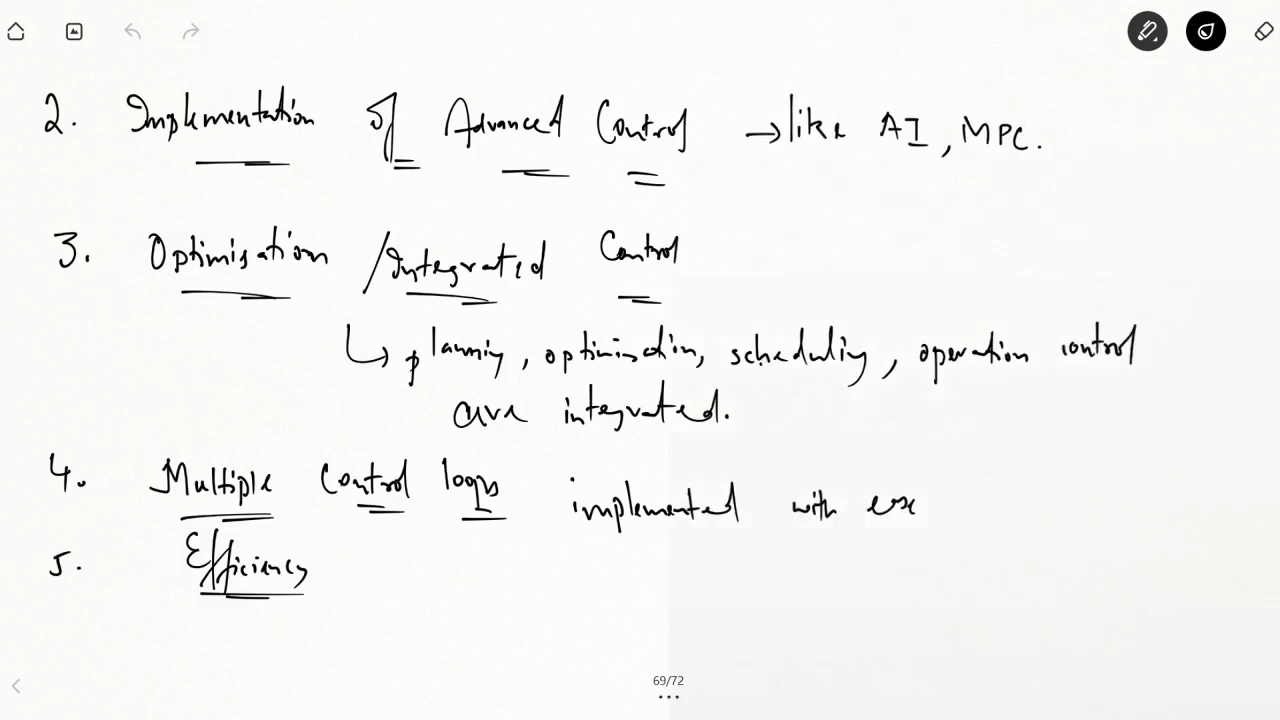 2. Implementation of Advanced Control → like AI, MPC.
3. Optimisation / Integrated Control
↳ planning, optimisation, scheduling, operation control
are integrated.
4. Multiple Control loops implemented with ease
5. Efficiency
69/72